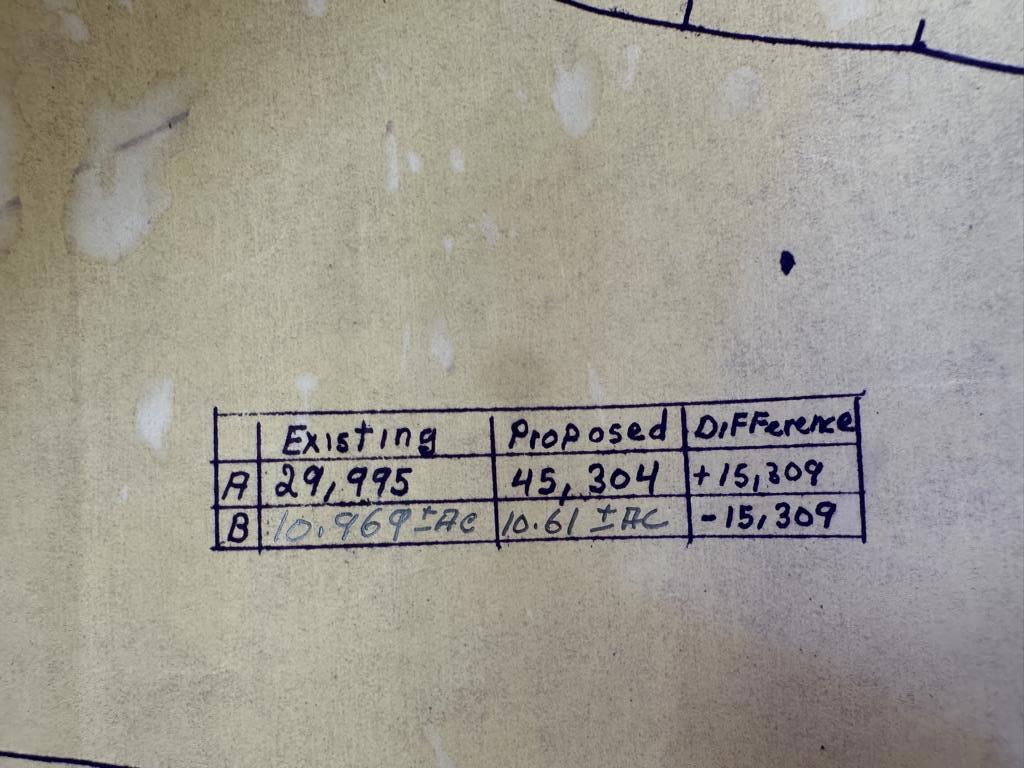 Existing Proposed Difference
A 29,995 45,304 +15,309
B 10.969 ± AC 10.61 ± AC -15,309